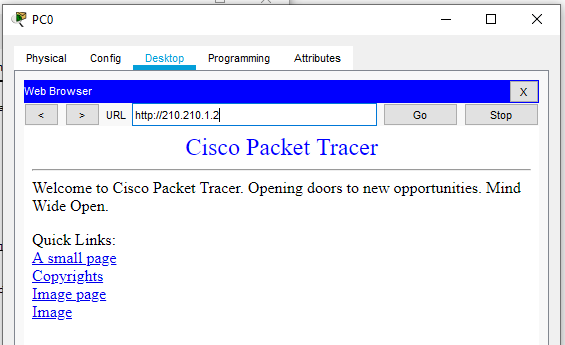 PC0
Physical Config Desktop Programming Attributes
Web Browser X
< > URL http://210.210.1.2 Go Stop
Cisco Packet Tracer
Welcome to Cisco Packet Tracer. Opening doors to new opportunities. Mind
Wide Open.
Quick Links:
A small page
Copyrights
Image page
Image